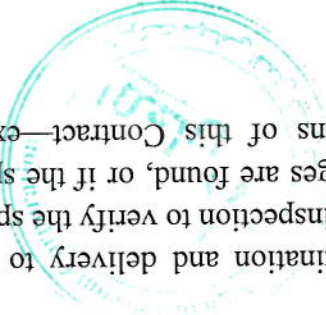 ination and delivery to
inspection to verify the sp
ges are found, or if the sp
ns of this Contract—ex